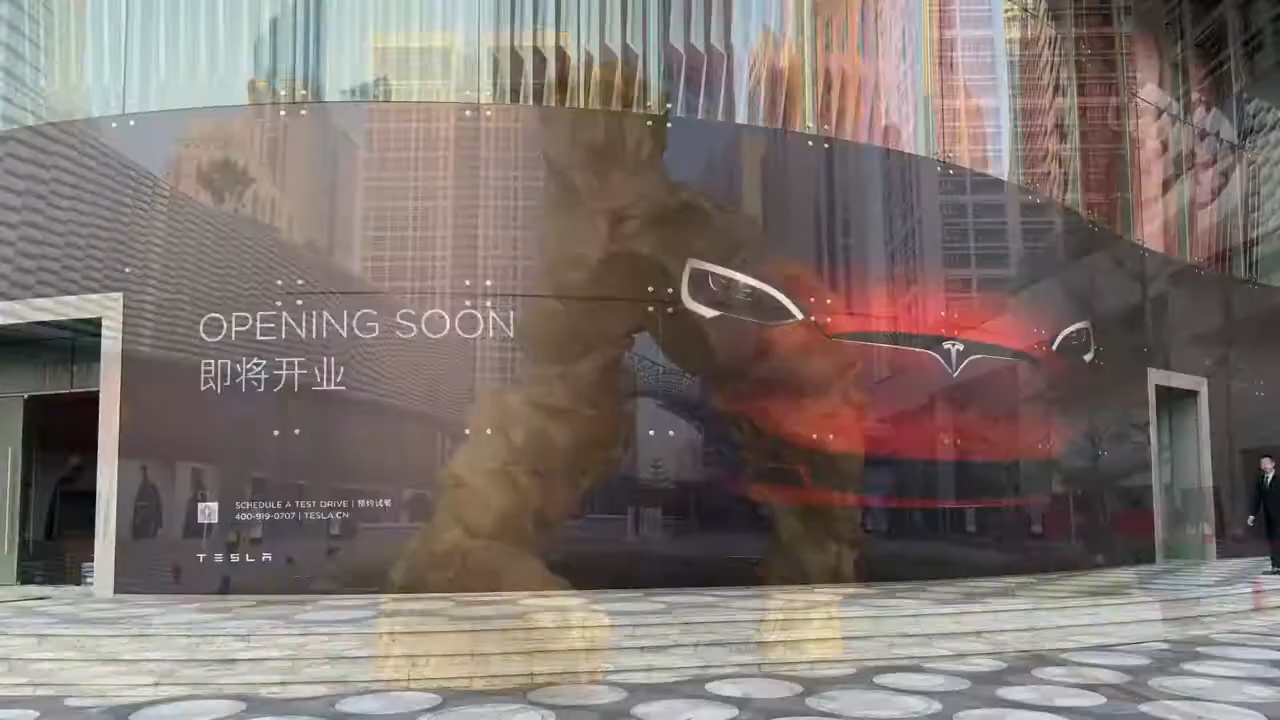 OPENING SOON
即将开业
SCHEDULE A TEST DRIVE | 预约试驾
400-919-0707 | TESLA.CN
TESLA